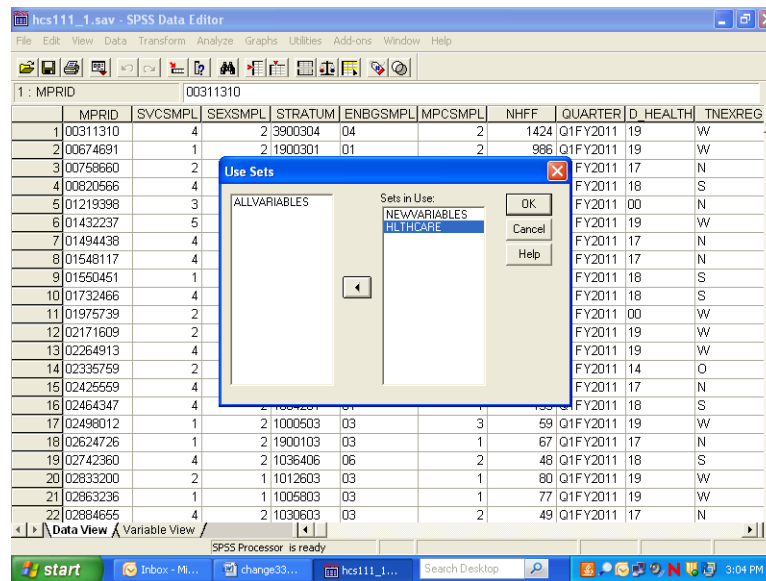 hcs111_1.sav - SPSS Data Editor
File Edit View Data Transform Analyze Graphs Utilities Add-ons Window Help
1 : MPRID 00311310
MPRID SVCSMPL SEXSMPL STRATUM ENBGSMPL MPCSMPL NHFF QUARTER D_HEALTH TNEXREG
1 00311310 4 2 3900304 04 2 1424 Q1FY2011 19 W
2 00674691 1 2 1900301 01 2 986 Q1FY2011 19 W
3 00758660 2 FY2011 17 N
4 00820566 4 FY2011 18 S
5 01219398 3 FY2011 00 N
6 01432237 5 FY2011 19 W
7 01494438 4 FY2011 17 N
8 01548117 4 FY2011 17 N
9 01550451 1 FY2011 18 S
10 01732466 4 FY2011 18 S
11 01975739 2 FY2011 00 W
12 02171609 2 FY2011 19 W
13 02264913 4 FY2011 19 W
14 02335759 2 FY2011 14 O
15 02425559 4 FY2011 17 N
16 02464347 4 FY2011 18 S
17 02498012 1 2 1000503 03 3 59 Q1FY2011 19 W
18 02624726 1 2 1900103 03 1 67 Q1FY2011 17 N
19 02742360 4 2 1036406 06 2 48 Q1FY2011 18 S
20 02833200 2 1 1012603 03 1 80 Q1FY2011 19 W
21 02863236 1 1 1005803 03 1 77 Q1FY2011 19 W
22 02884655 4 2 1030603 03 2 49 Q1FY2011 17 N
Use Sets
ALLVARIABLES
Sets in Use:
NEWVARIABLES
HLTHCARE
OK
Cancel
Help
Data View Variable View
SPSS Processor is ready
start Inbox - Mi... change33... hcs111_1... Search Desktop 3:04 PM